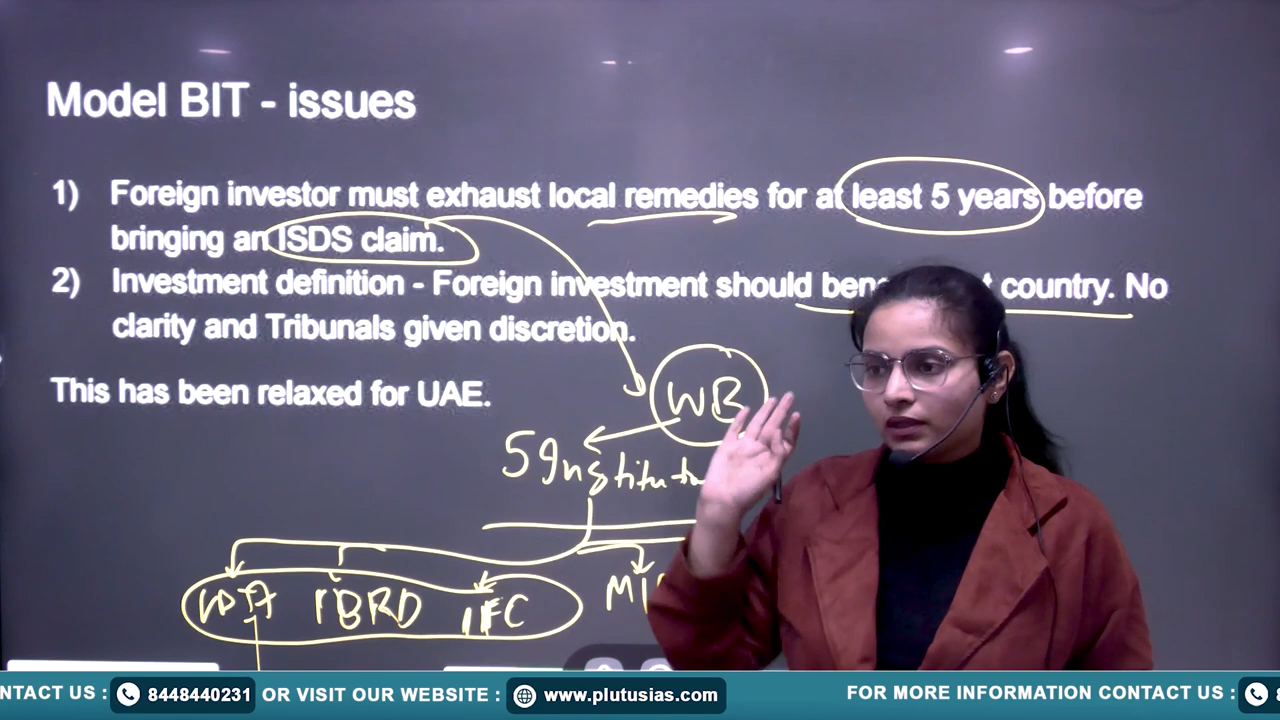 Model BIT - issues
1) Foreign investor must exhaust local remedies for at least 5 years before
bringing an ISDS claim.
2) Investment definition - Foreign investment should country. No
clarity and Tribunals given discretion.
This has been relaxed for UAE.
WB
5
IBRD IFC
CONTACT US : 8448440231 OR VISIT OUR WEBSITE : www.plutusias.com FOR MORE INFORMATION CONTACT US :